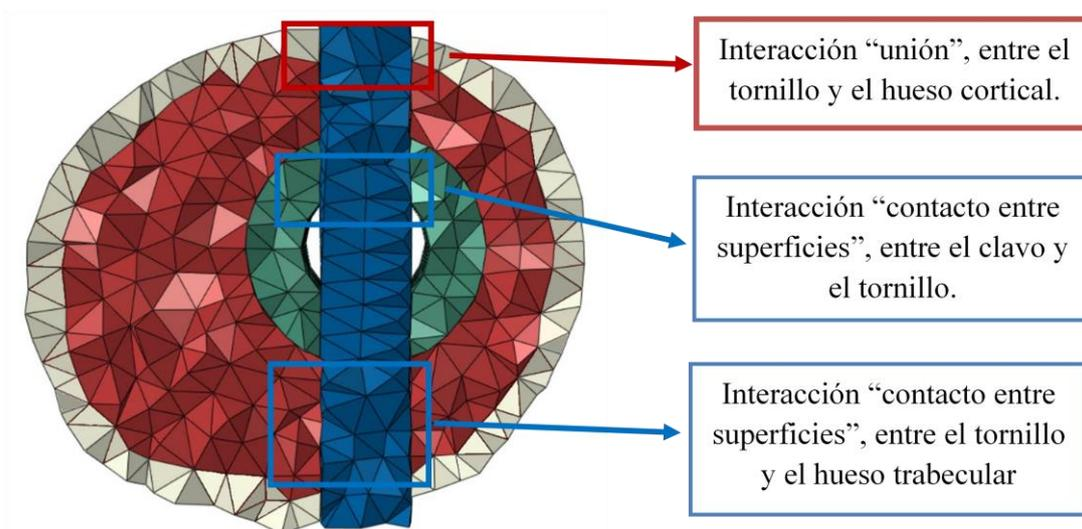 Interacción “unión”, entre el
tornillo y el hueso cortical.
Interacción “contacto entre
superficies”, entre el clavo y
el tornillo.
Interacción “contacto entre
superficies”, entre el tornillo
y el hueso trabecular